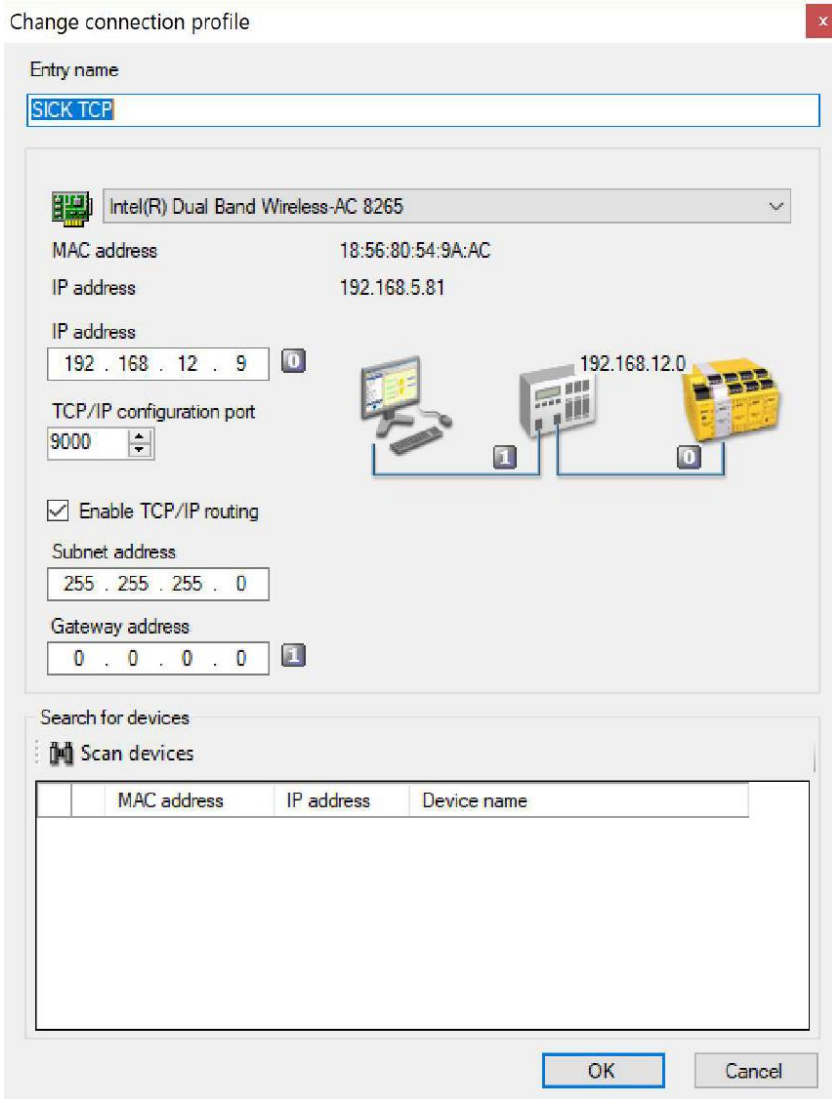 Change connection profile
x
Entry name
SICK TCP
Intel(R) Dual Band Wireless-AC 8265
MAC address 18:56:80:54:9A:AC
IP address 192.168.5.81
IP address
192 . 168 . 12 . 9 0
192.168.12.0
TCP/IP configuration port
9000
1 0
Enable TCP/IP routing
Subnet address
255 . 255 . 255 . 0
Gateway address
0 . 0 . 0 . 0 1
Search for devices
Scan devices
MAC address IP address Device name
OK Cancel